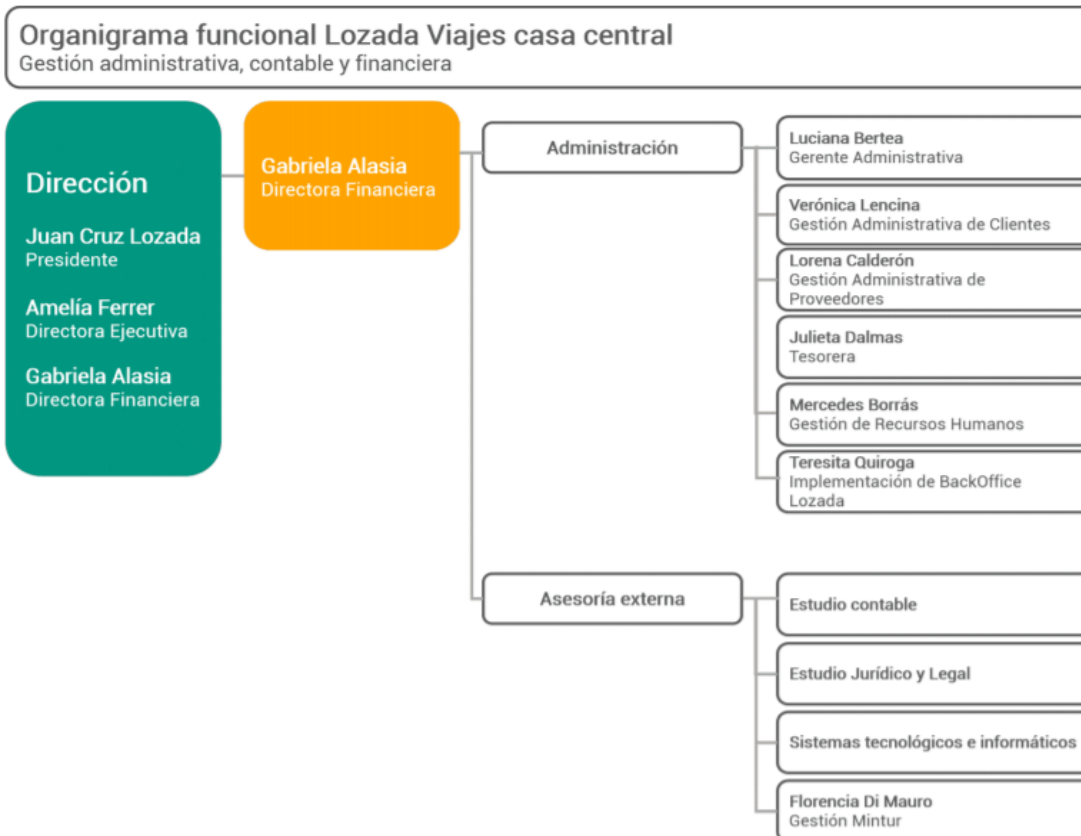 Organigrama funcional Lozada Viajes casa central
Gestión administrativa, contable y financiera
Dirección
Juan Cruz Lozada
Presidente
Amelía Ferrer
Directora Ejecutiva
Gabriela Alasia
Directora Financiera
Gabriela Alasia
Directora Financiera
Administración
Luciana Bertea
Gerente Administrativa
Verónica Lencina
Gestión Administrativa de Clientes
Lorena Calderón
Gestión Administrativa de
Proveedores
Julieta Dalmas
Tesorera
Mercedes Borrás
Gestión de Recursos Humanos
Teresita Quiroga
Implementación de BackOffice
Lozada
Asesoría externa
Estudio contable
Estudio Jurídico y Legal
Sistemas tecnológicos e informáticos
Florencia Di Mauro
Gestión Mintur